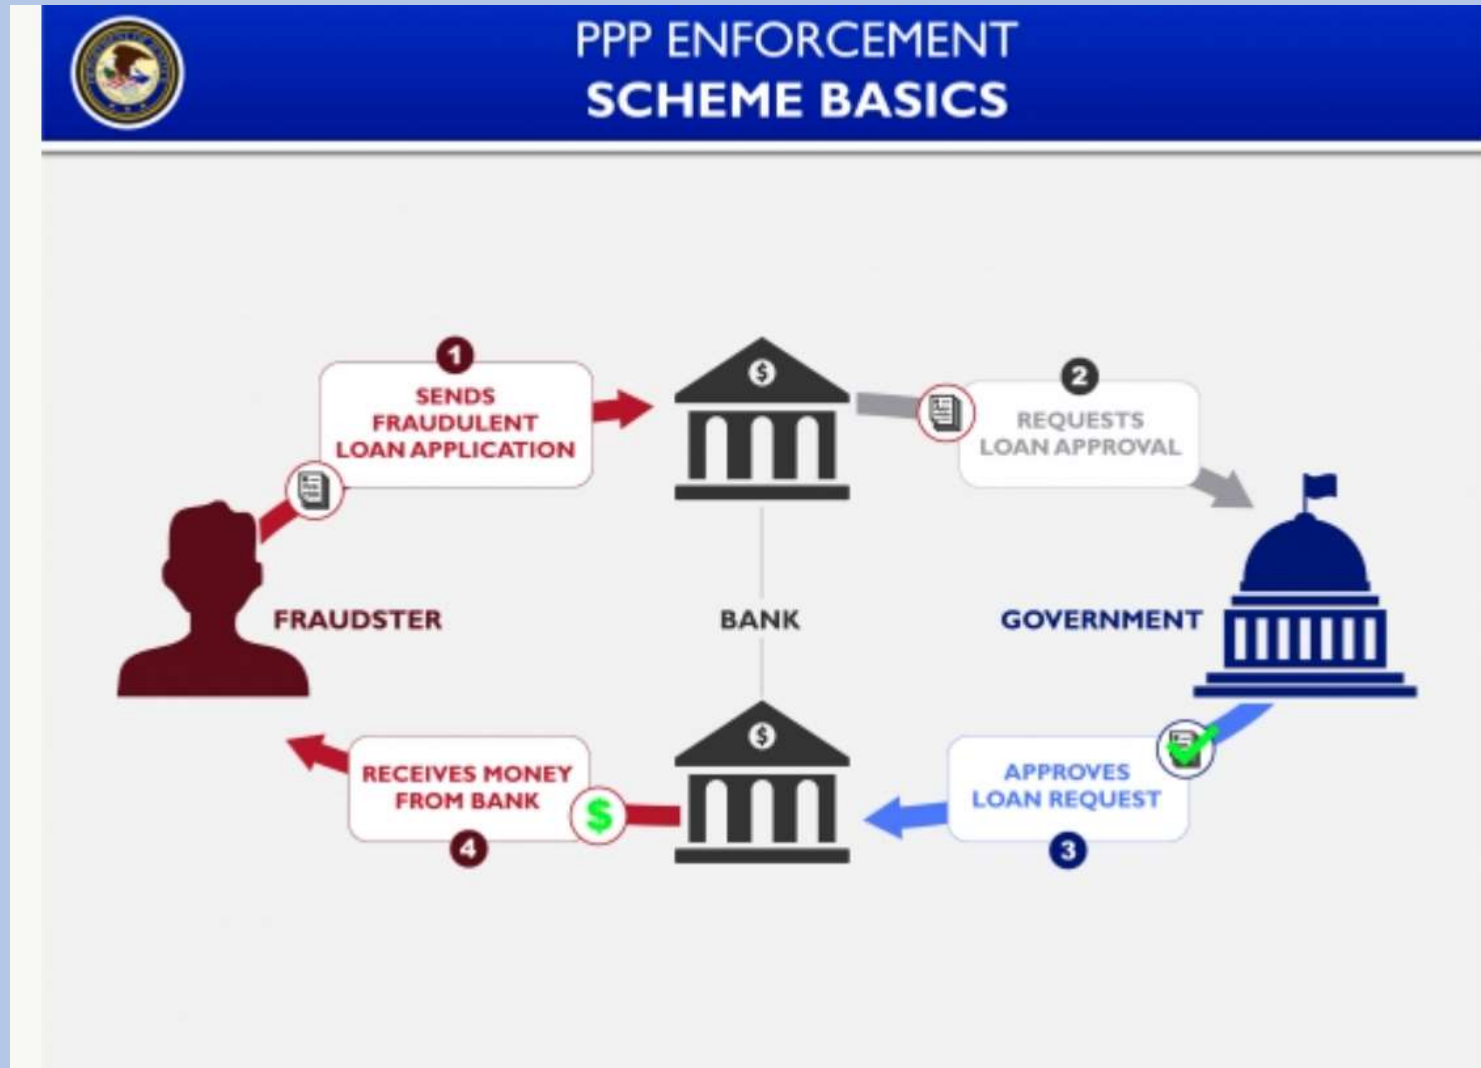 PPP ENFORCEMENT
SCHEME BASICS
1
SENDS
FRAUDULENT
LOAN APPLICATION
2
REQUESTS
LOAN APPROVAL
FRAUDSTER
BANK
GOVERNMENT
RECEIVES MONEY
FROM BANK
4
APPROVES
LOAN REQUEST
3
$
$
$